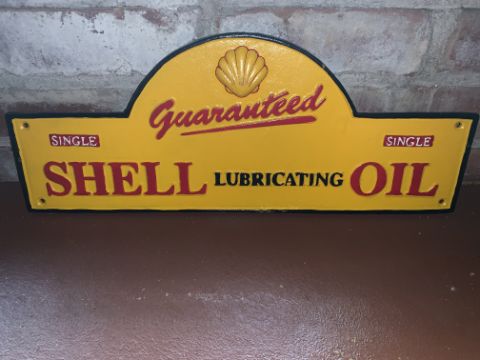 Guaranteed
SINGLE SINGLE
SHELL LUBRICATING OIL